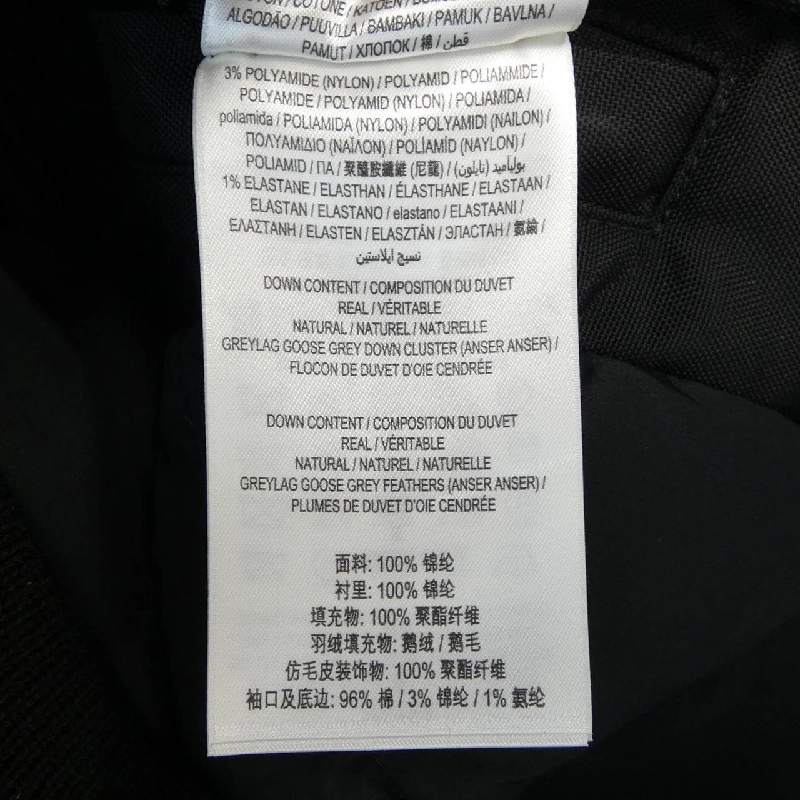 COTONE / KATOEN /
ALGODÃO / PUUVILLA / BAMBAKI / PAMUK / BAVLNA /
PAMUT / ХЛОПОК / 棉 / قطن
3% POLYAMIDE (NYLON) / POLYAMID / POLIAMMIDE /
POLYAMIDE / POLYAMID (NYLON) / POLIAMIDA /
poliamida / POLIAMIDA (NYLON) / POLYAMIDI (NAILON) /
ΠΟΛΥΑΜΙΔΙΟ (ΝΑΪΛΟΝ) / POLİAMİD (NAYLON) /
POLIAMID / ПА / 聚醯胺纖維 (尼龍) / بوليأميد (نايلون)
1% ELASTANE / ELASTHAN / ÉLASTHANE / ELASTAAN /
ELASTAN / ELASTANO / elastano / ELASTAANI /
ΕΛΑΣΤΑΝΗ / ELASTEN / ELASZTÁN / ЭЛАСТАН / 氨綸 /
نسيج إيلاستين
DOWN CONTENT / COMPOSITION DU DUVET
REAL / VÉRITABLE
NATURAL / NATUREL / NATURELLE
GREYLAG GOOSE GREY DOWN CLUSTER (ANSER ANSER) /
FLOCON DE DUVET D'OIE CENDRÉE
DOWN CONTENT / COMPOSITION DU DUVET
REAL / VÉRITABLE
NATURAL / NATUREL / NATURELLE
GREYLAG GOOSE GREY FEATHERS (ANSER ANSER) /
PLUMES DE DUVET D'OIE CENDRÉE
面料: 100% 锦纶
衬里: 100% 锦纶
填充物: 100% 聚酯纤维
羽绒填充物: 鹅绒 / 鹅毛
仿毛皮装饰物: 100% 聚酯纤维
袖口及底边: 96% 棉 / 3% 锦纶 / 1% 氨纶